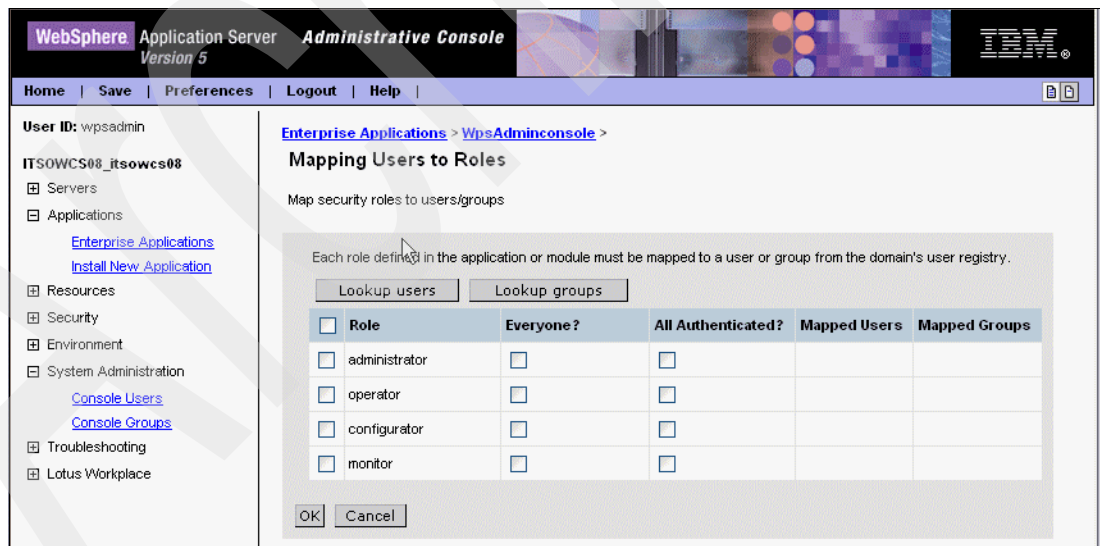 WebSphere Application Server Administrative Console
Version 5
IBM®
Home | Save | Preferences | Logout | Help |
User ID: wpsadmin
ITSOWCS08_itsowcs08
Servers
Applications
Enterprise Applications
Install New Application
Resources
Security
Environment
System Administration
Console Users
Console Groups
Troubleshooting
Lotus Workplace
Enterprise Applications > WpsAdminconsole >
Mapping Users to Roles
Map security roles to users/groups
Each role defined in the application or module must be mapped to a user or group from the domain's user registry.
Lookup users Lookup groups
Role Everyone? All Authenticated? Mapped Users Mapped Groups
administrator
operator
configurator
monitor
OK Cancel